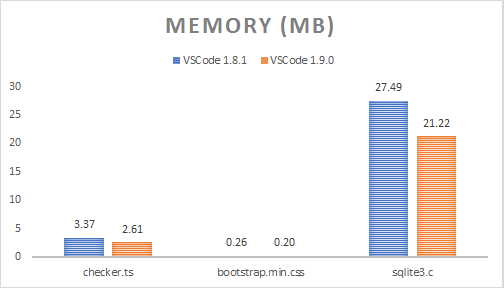 MEMORY (MB)
VSCode 1.8.1 VSCode 1.9.0
30
25
20
15
10
5
0
3.37 2.61 0.26 0.20 27.49 21.22
checker.ts bootstrap.min.css sqlite3.c